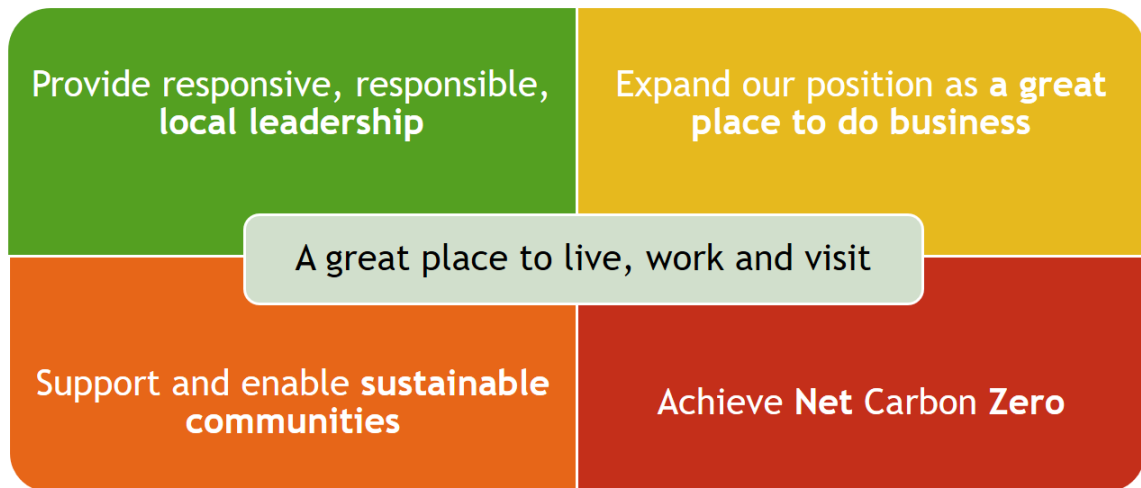 Provide responsive, responsible,
local leadership
Expand our position as a great
place to do business
A great place to live, work and visit
Support and enable sustainable
communities
Achieve Net Carbon Zero